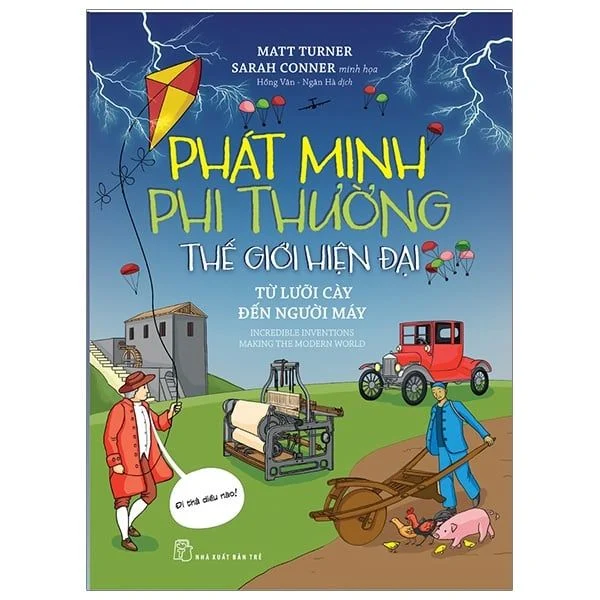 MATT TURNER
SARAH CONNER minh họa
Hồng Vân - Ngân Hà dịch
PHÁT MINH
PHI THƯỜNG
THẾ GIỚI HIỆN ĐẠI
TỪ LƯỠI CÀY
ĐẾN NGƯỜI MÁY
INCREDIBLE INVENTIONS
MAKING THE MODERN WORLD
Đi thả diều nào!
NHÀ XUẤT BẢN TRẺ